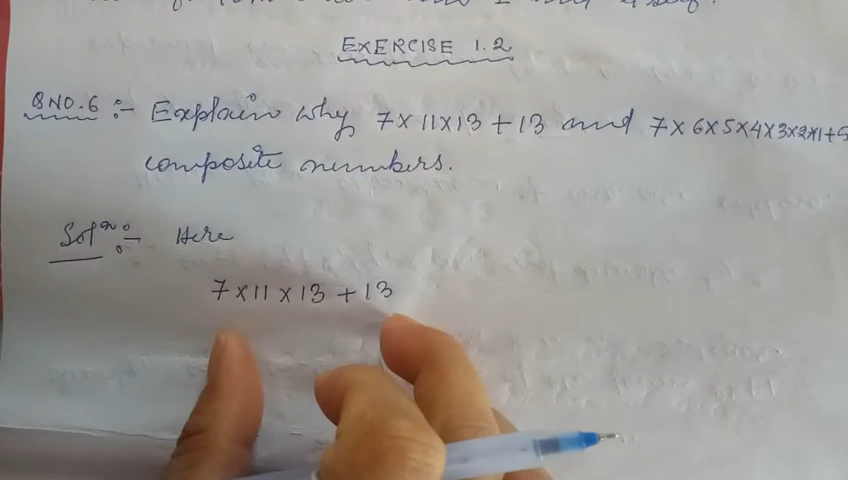 EXERCISE 1.2
QNO.6 :- Explain why 7×11×13+13 and 7×6×5×4×3×2×1+5
composite numbers.
Solⁿ :- Here
7×11×13+13